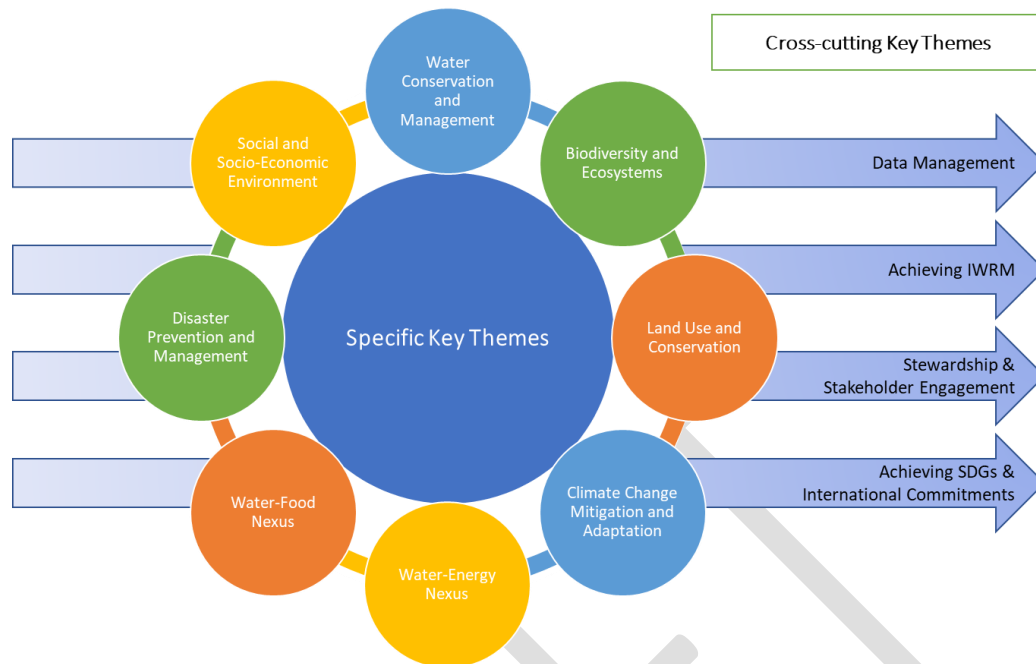 Cross-cutting Key Themes
Water
Conservation
and
Management
Social and
Socio-Economic
Environment
Biodiversity and
Ecosystems
Data Management
Achieving IWRM
Disaster
Prevention and
Management
Specific Key Themes
Land Use and
Conservation
Stewardship &
Stakeholder Engagement
Water-Food
Nexus
Climate Change
Mitigation and
Adaptation
Achieving SDGs &
International Commitments
Water-Energy
Nexus